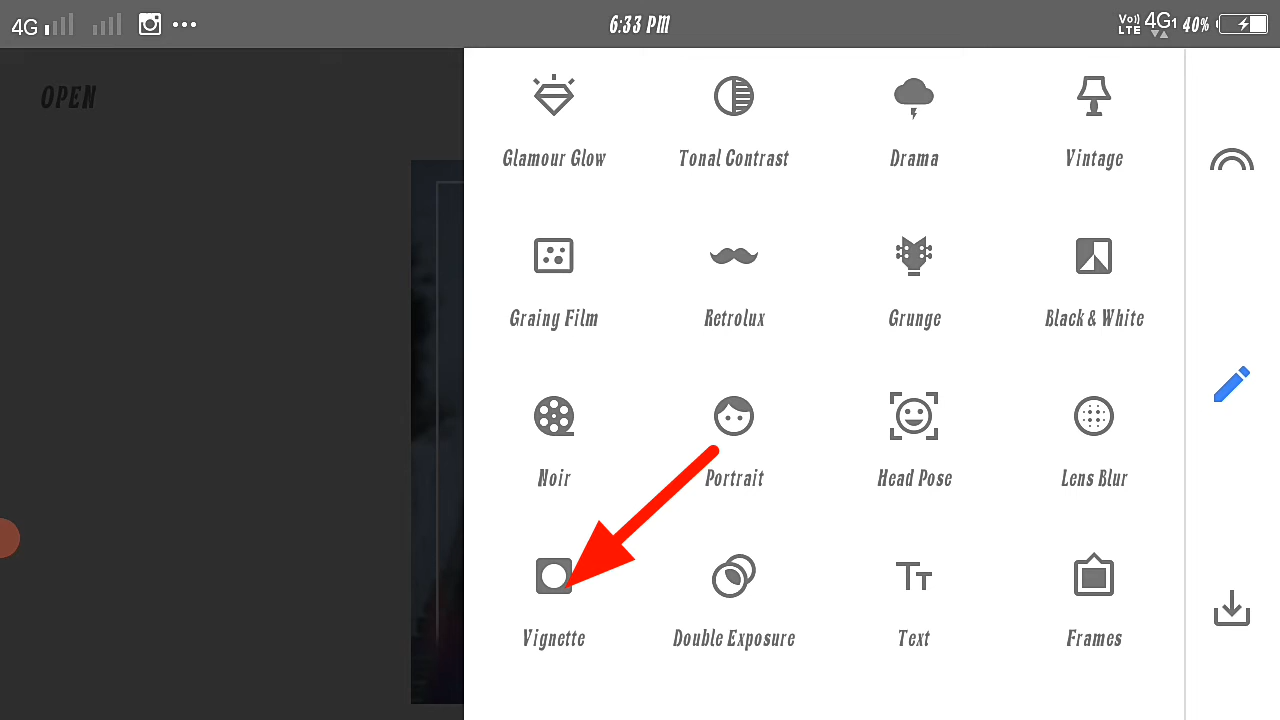 4G 6:33 PM Vo)) LTE 4G1 40%
OPEN
Glamour Glow Tonal Contrast Drama Vintage
Grainy Film Retrolux Grunge Black & White
Noir Portrait Head Pose Lens Blur
Vignette Double Exposure Text Frames